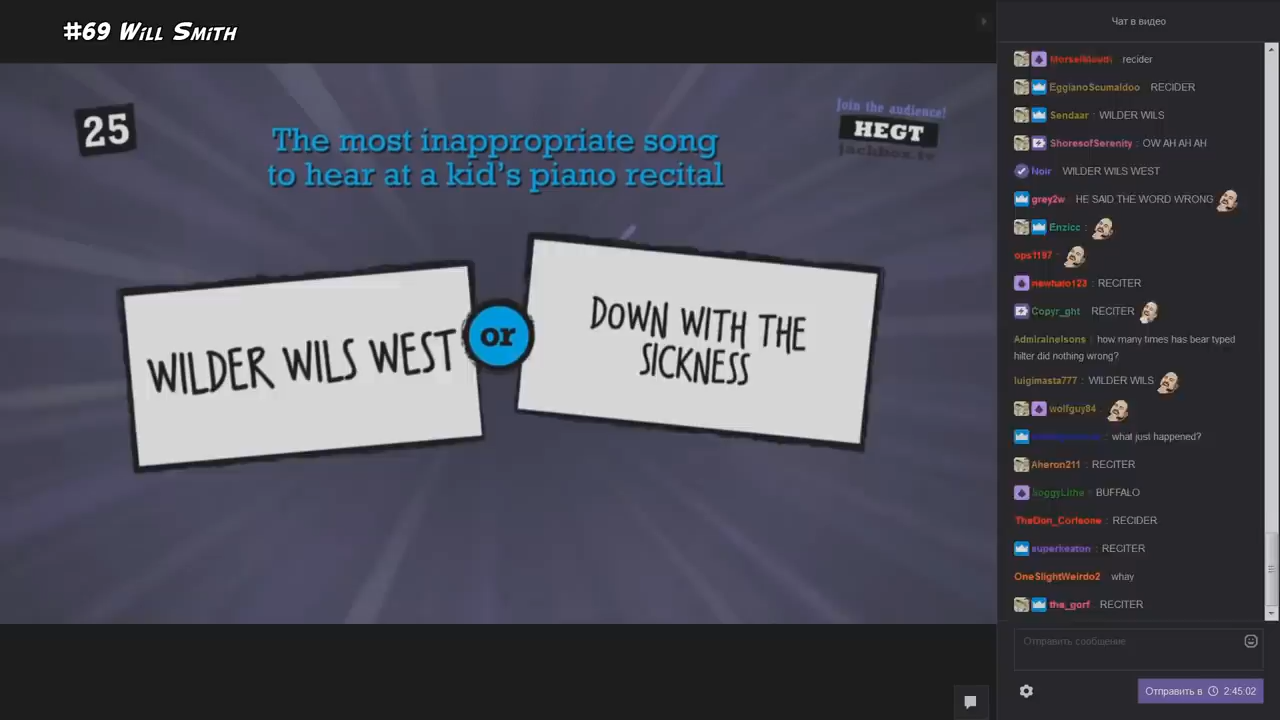 #69 Will Smith
25
The most inappropriate song
to hear at a kid's piano recital
Join the audience!
HEGT
jackbox.tv
WILDER WILS WEST
or
DOWN WITH THE
SICKNESS
Чат в видео
MorselMouth recider
EggianoScumaldoo RECIDER
Sendaar : WILDER WILS
ShoresofSerenity : OW AH AH AH
Noir WILDER WILS WEST
grey2w HE SAID THE WORD WRONG
Enzicc :
ops1197 :
newhato123 : RECITER
Copyr_ght RECITER
Admiralnelsons : how many times has bear typed
hilter did nothing wrong?
luigimasta777 : WILDER WILS
wolfguy84
: what just happened?
Aheron211 : RECITER
BUFFALO
TheDon_Corleone : RECIDER
superkeaton : RECITER
OneSlightWeirdo2 whay
the_garf RECITER
Отправить сообщение
Отправить в 2:45:02